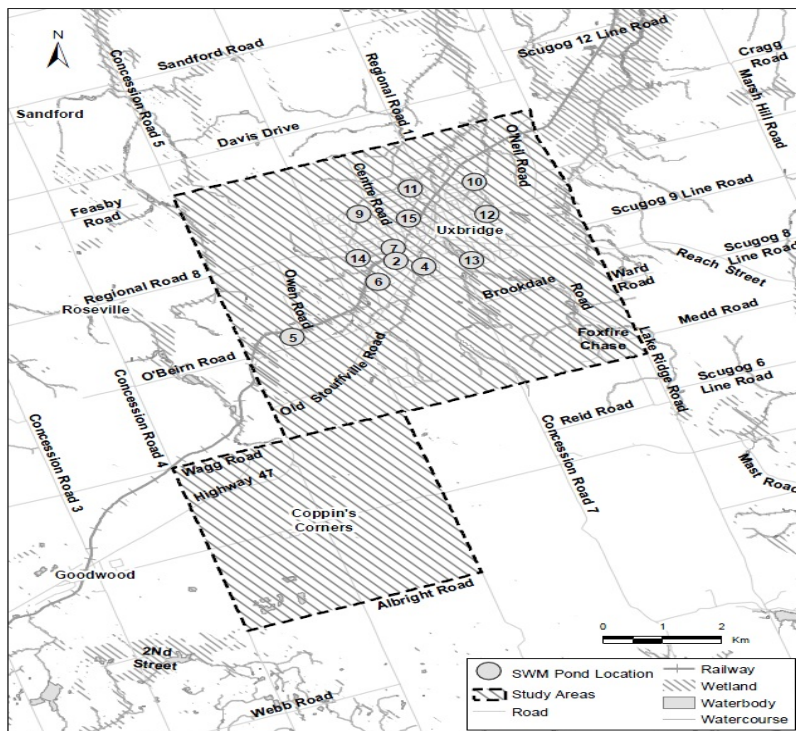 N
Scugog 12 Line Road
Cragg
Road
Sandford Road
Concession Road 5
Regional Road 1
Marsh Hill Road
Sandford
Davis Drive
O'Neil Road
Centre Road
11
10
Feasby
Road
9
15
12
Scugog 9 Line Road
Uxbridge
Scugog 8
Line Road
7
14
2
4
13
Reach Street
Regional Road 8
6
Brookdale
Road
Ward
Road
Owen Road
Roseville
Medd Road
5
Foxfire
Chase
Lake Ridge Road
O'Beirn Road
Old Stouffville Road
Scugog 6
Line Road
Concession Road 4
Reid Road
Concession Road 3
Concession Road 7
Wagg Road
Highway 47
Mast Road
Coppin's
Corners
Goodwood
Albright Road
2Nd
Street
0 1 2
Km
Webb Road
SWM Pond Location
Study Areas
Road
Railway
Wetland
Waterbody
Watercourse